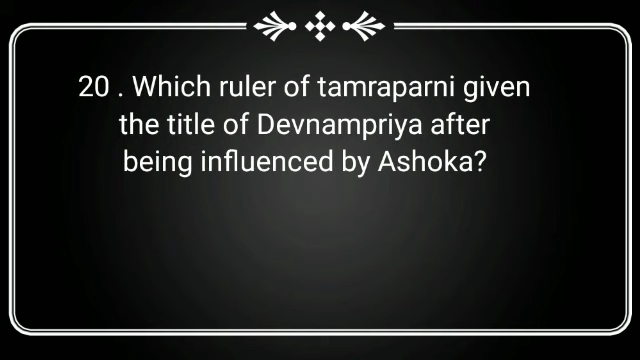 20 . Which ruler of tamraparni given
the title of Devnampriya after
being influenced by Ashoka?